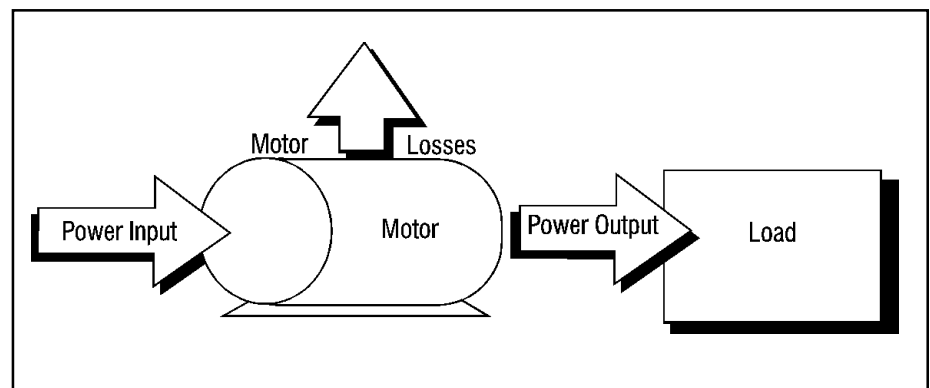 Motor Losses
Power Input
Motor
Power Output
Load